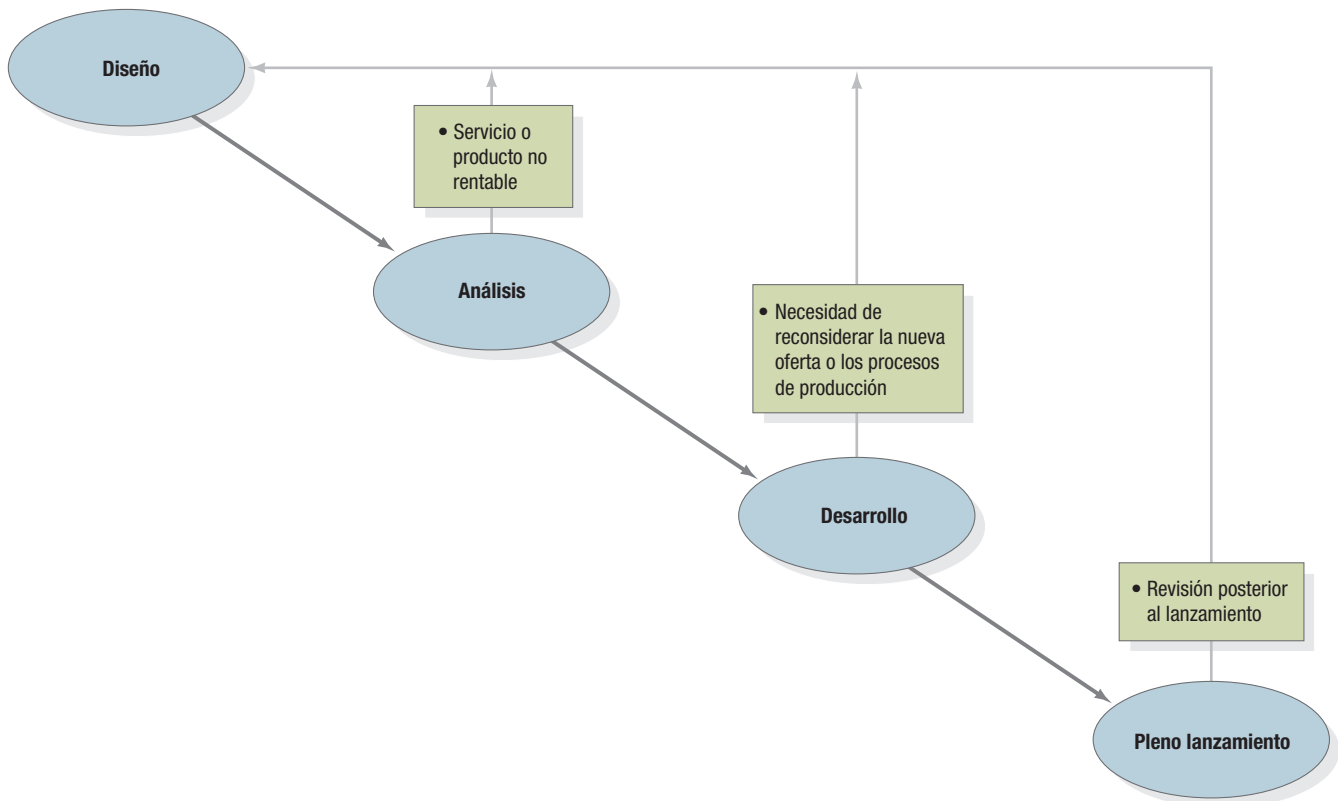 Diseño
• Servicio o
producto no
rentable
Análisis
• Necesidad de
reconsiderar la nueva
oferta o los procesos
de producción
Desarrollo
• Revisión posterior
al lanzamiento
Pleno lanzamiento